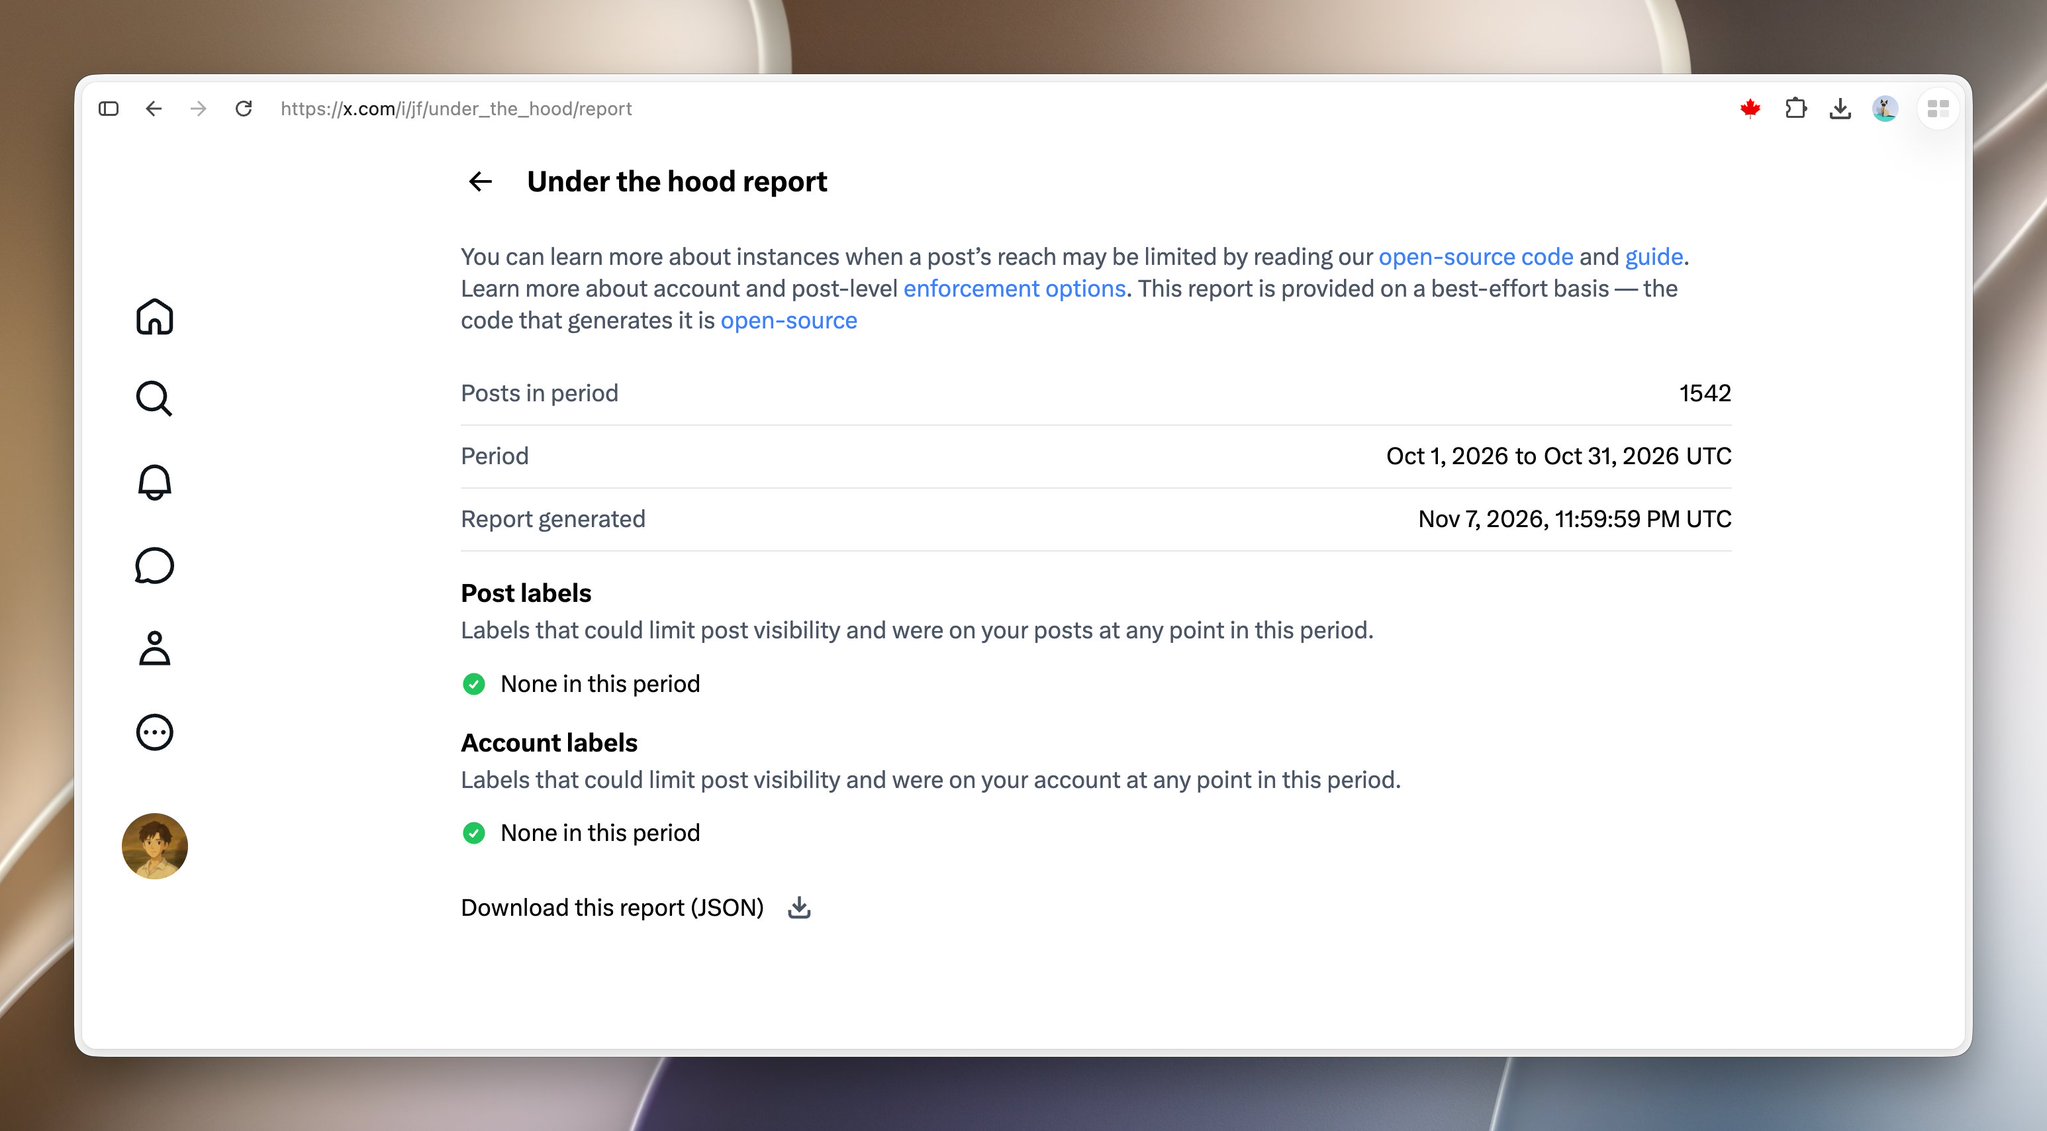 https://x.com/i/jf/under_the_hood/report
Under the hood report
You can learn more about instances when a post’s reach may be limited by reading our open-source code and guide.
Learn more about account and post-level enforcement options. This report is provided on a best-effort basis — the
code that generates it is open-source
Posts in period 1542
Period Oct 1, 2026 to Oct 31, 2026 UTC
Report generated Nov 7, 2026, 11:59:59 PM UTC
Post labels
Labels that could limit post visibility and were on your posts at any point in this period.
None in this period
Account labels
Labels that could limit post visibility and were on your account at any point in this period.
None in this period
Download this report (JSON)